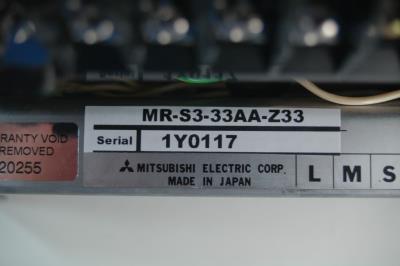 MR-S3-33AA-Z33
Serial 1Y0117
MITSUBISHI ELECTRIC CORP.
MADE IN JAPAN
L M S
RANTY VOID
REMOVED
20255